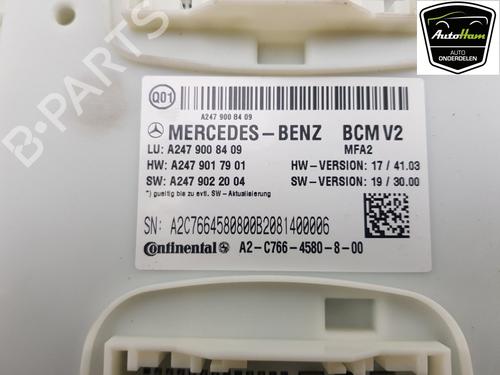 AutoHam
AUTO
ONDERDELEN
Q01
A247 900 84 09
MERCEDES-BENZ BCM V2
LU: A247 900 84 09 MFA2
HW: A247 901 79 01 HW-VERSION: 17 / 41.03
SW: A247 902 20 04 SW-VERSION: 19 / 30.00
*) gueltig bis zu evtl. SW-Aktualisierung
SN: A2C7664580800B2081400006
Continental A2-C766-4580-8-00